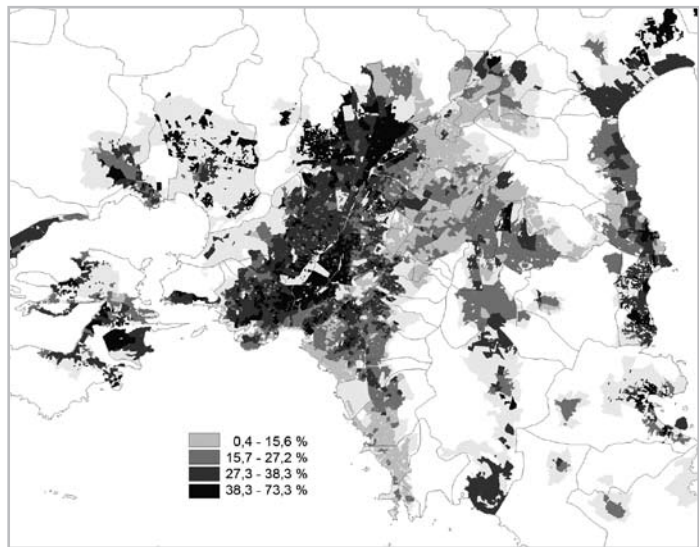 0,4 - 15,6 %
15,7 - 27,2 %
27,3 - 38,3 %
38,3 - 73,3 %